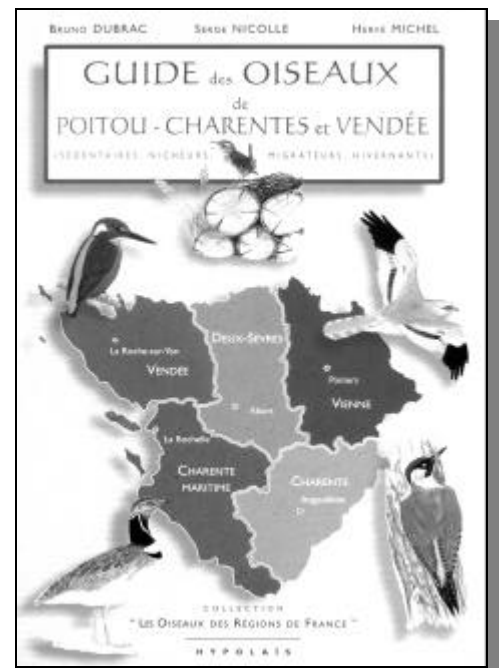 BRUNO DUBRAC SERGE NICOLLE HERVÉ MICHEL
GUIDE des OISEAUX
de
POITOU - CHARENTES et VENDÉE
(SÉDENTAIRES, NICHEURS, MIGRATEURS, HIVERNANTS)
DEUX-SÈVRES
La Roche-sur-Yon
VENDÉE
Poitiers
VIENNE
Niort
La Rochelle
CHARENTE
MARITIME
CHARENTE
Angoulême
COLLECTION
" LES OISEAUX DES RÉGIONS DE FRANCE "
HYPOLAÏS